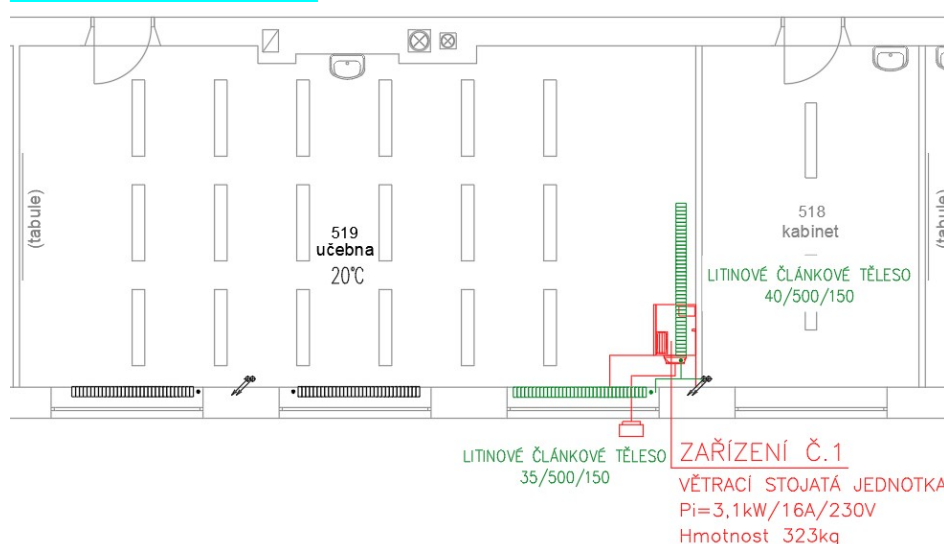 (tabule)
519
učebna
20°C
518
kabinet
(tabule)
LITINOVÉ ČLÁNKOVÉ TĚLESO
40/500/150
LITINOVÉ ČLÁNKOVÉ TĚLESO
35/500/150
ZAŘÍZENÍ Č.1
VĚTRACÍ STOJATÁ JEDNOTKA
Pi=3,1kW/16A/230V
Hmotnost 323kg